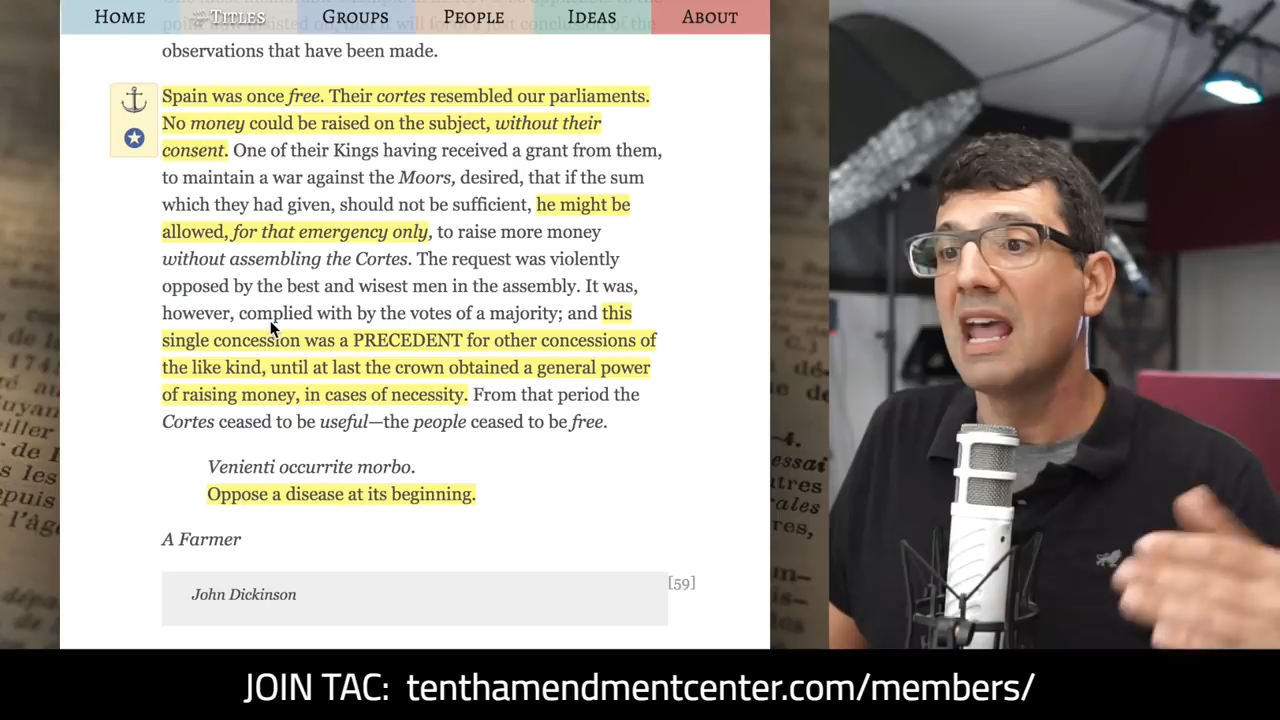 Home Titles Groups People Ideas About
observations that have been made.
Spain was once free. Their cortes resembled our parliaments.
No money could be raised on the subject, without their
consent. One of their Kings having received a grant from them,
to maintain a war against the Moors, desired, that if the sum
which they had given, should not be sufficient, he might be
allowed, for that emergency only, to raise more money
without assembling the Cortes. The request was violently
opposed by the best and wisest men in the assembly. It was,
however, complied with by the votes of a majority; and this
single concession was a PRECEDENT for other concessions of
the like kind, until at last the crown obtained a general power
of raising money, in cases of necessity. From that period the
Cortes ceased to be useful—the people ceased to be free.
Venienti occurrite morbo.
Oppose a disease at its beginning.
A Farmer
John Dickinson
[59]
JOIN TAC: tenthamendmentcenter.com/members/